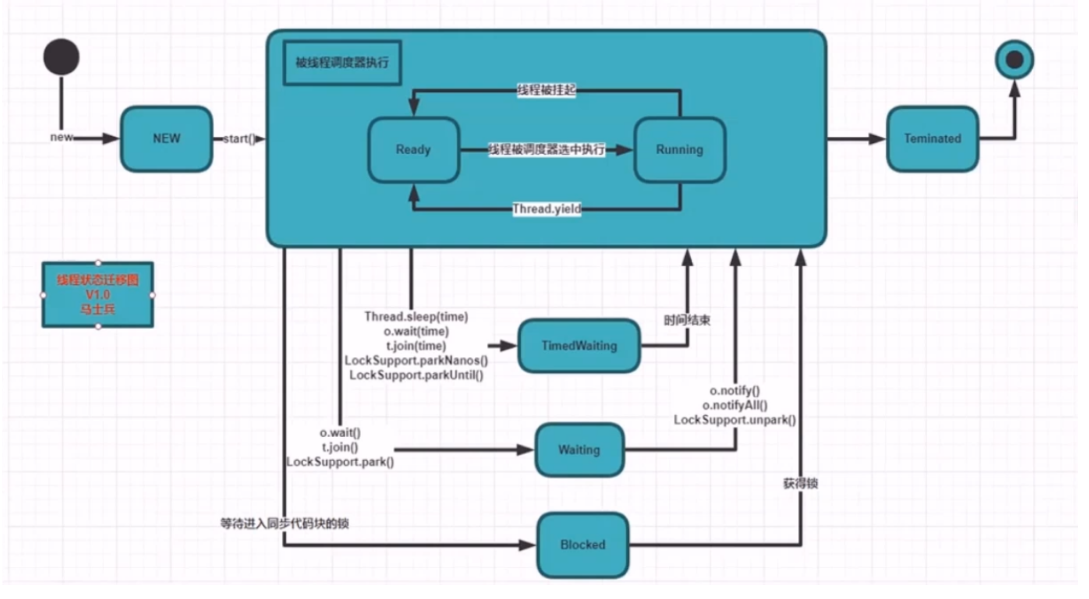 被线程调度器执行
线程被挂起
new
NEW
start()
Ready
线程被调度器选中执行
Running
Teminated
Thread.yield
线程状态迁移图
V1.0
马士兵
Thread.sleep(time)
o.wait(time)
t.join(time)
LockSupport.parkNanos()
LockSupport.parkUntil()
TimedWaiting
时间结束
o.notify()
o.notifyAll()
LockSupport.unpark()
o.wait()
t.join()
LockSupport.park()
Waiting
获得锁
等待进入同步代码块的锁
Blocked